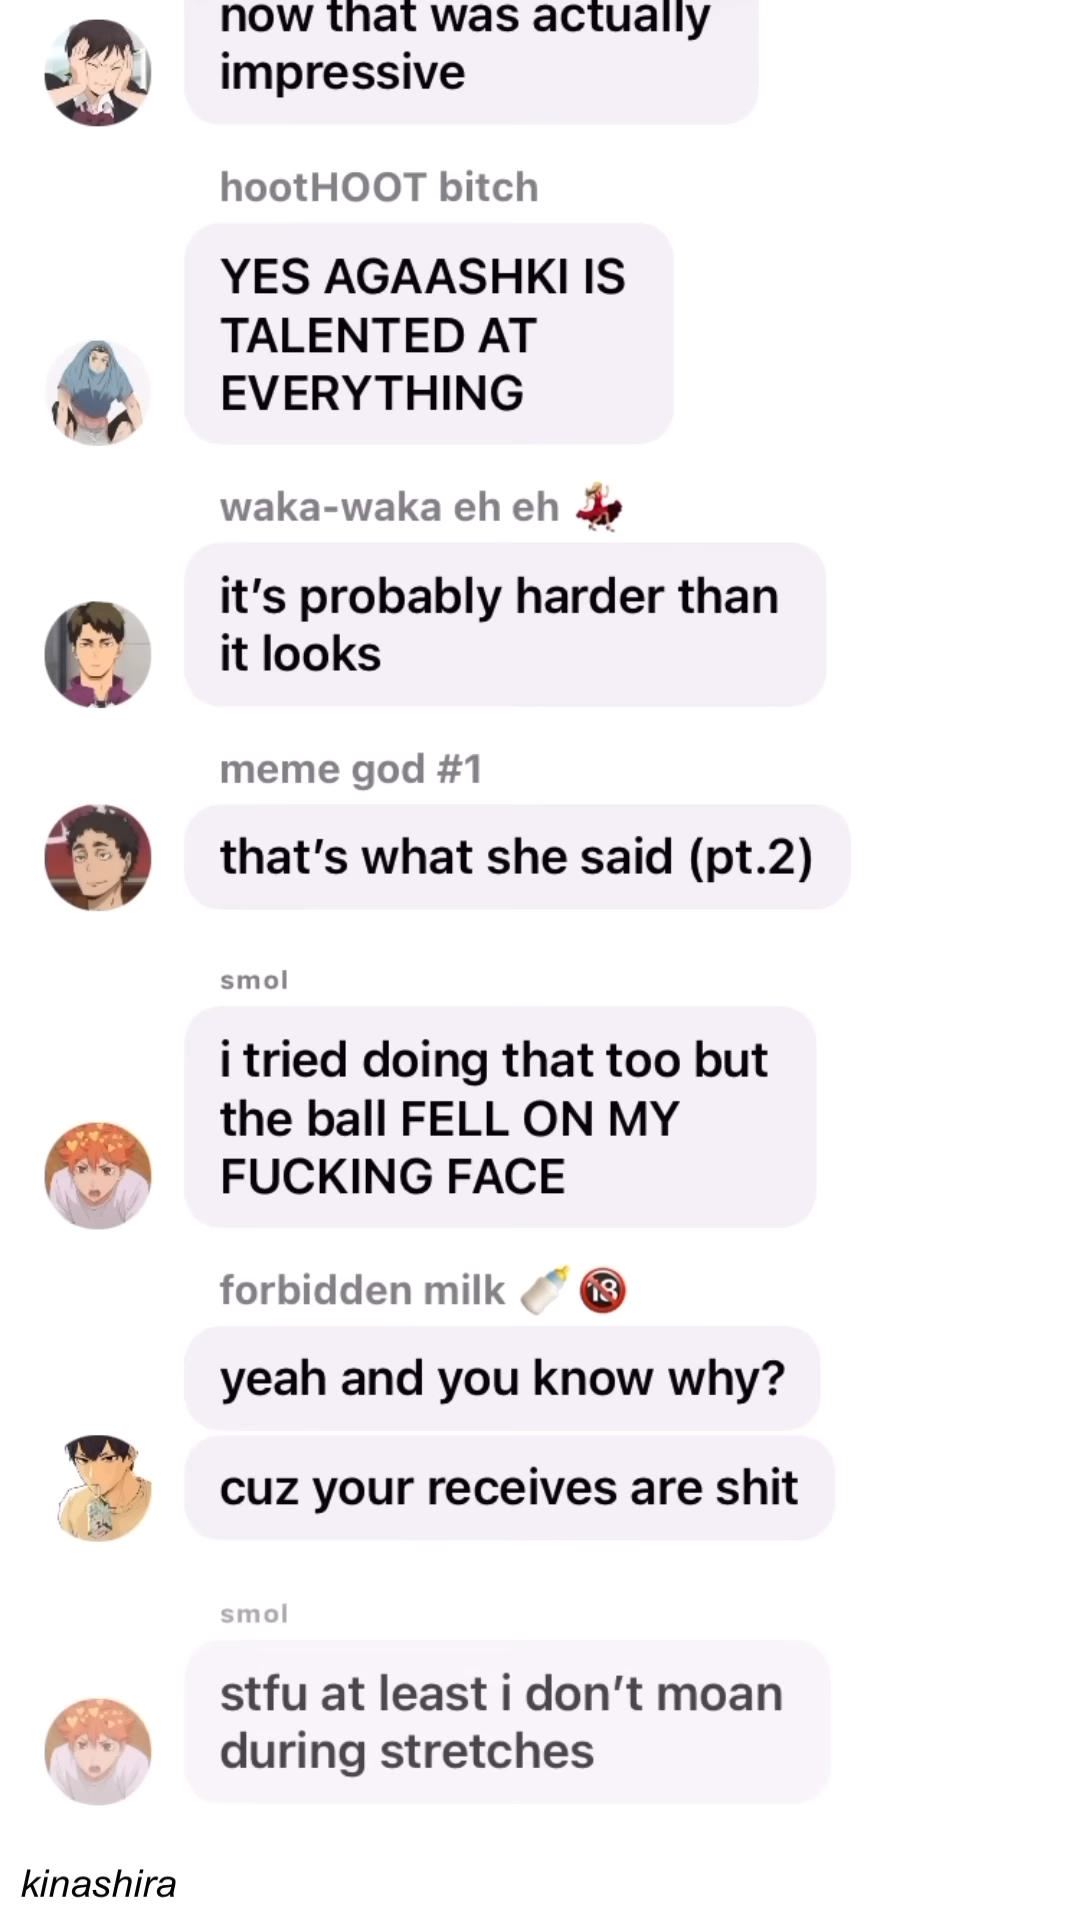 now that was actually
impressive
hootHOOT bitch
YES AGAASHKI IS
TALENTED AT
EVERYTHING
waka-waka eh eh 💃
it’s probably harder than
it looks
meme god #1
that’s what she said (pt.2)
smol
i tried doing that too but
the ball FELL ON MY
FUCKING FACE
forbidden milk 🍼🔞
yeah and you know why?
cuz your receives are shit
smol
stfu at least i don’t moan
during stretches
kinashira